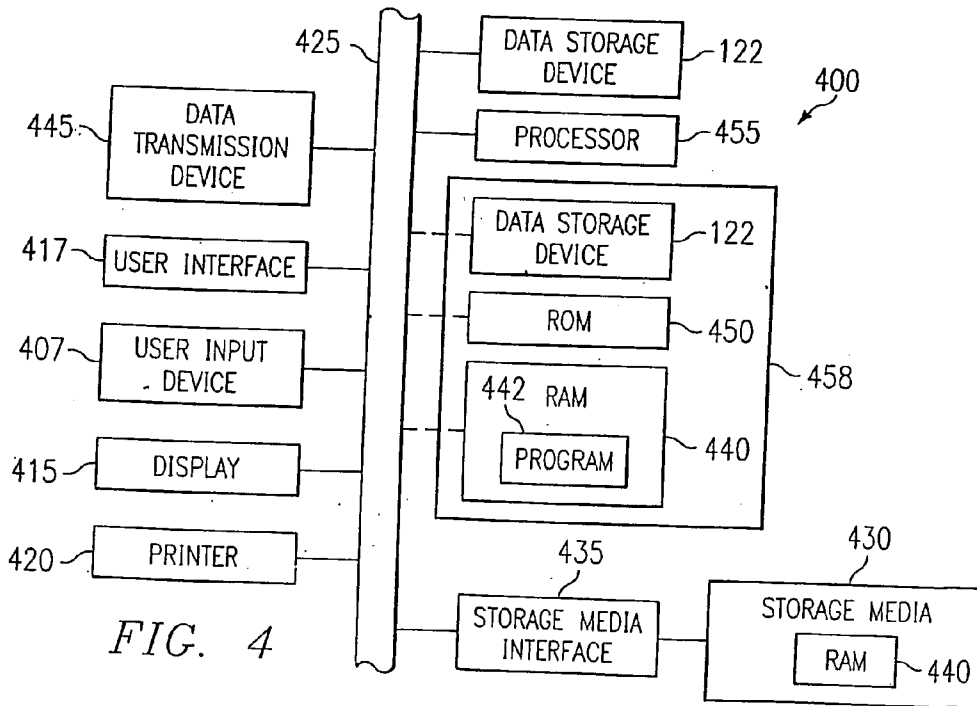 425
DATA STORAGE
DEVICE
122
400
445
DATA
TRANSMISSION
DEVICE
PROCESSOR
455
417
USER INTERFACE
DATA STORAGE
DEVICE
122
407
USER INPUT
DEVICE
ROM
450
458
442
RAM
PROGRAM
440
415
DISPLAY
420
PRINTER
435
STORAGE MEDIA
INTERFACE
430
STORAGE MEDIA
RAM
440
FIG. 4